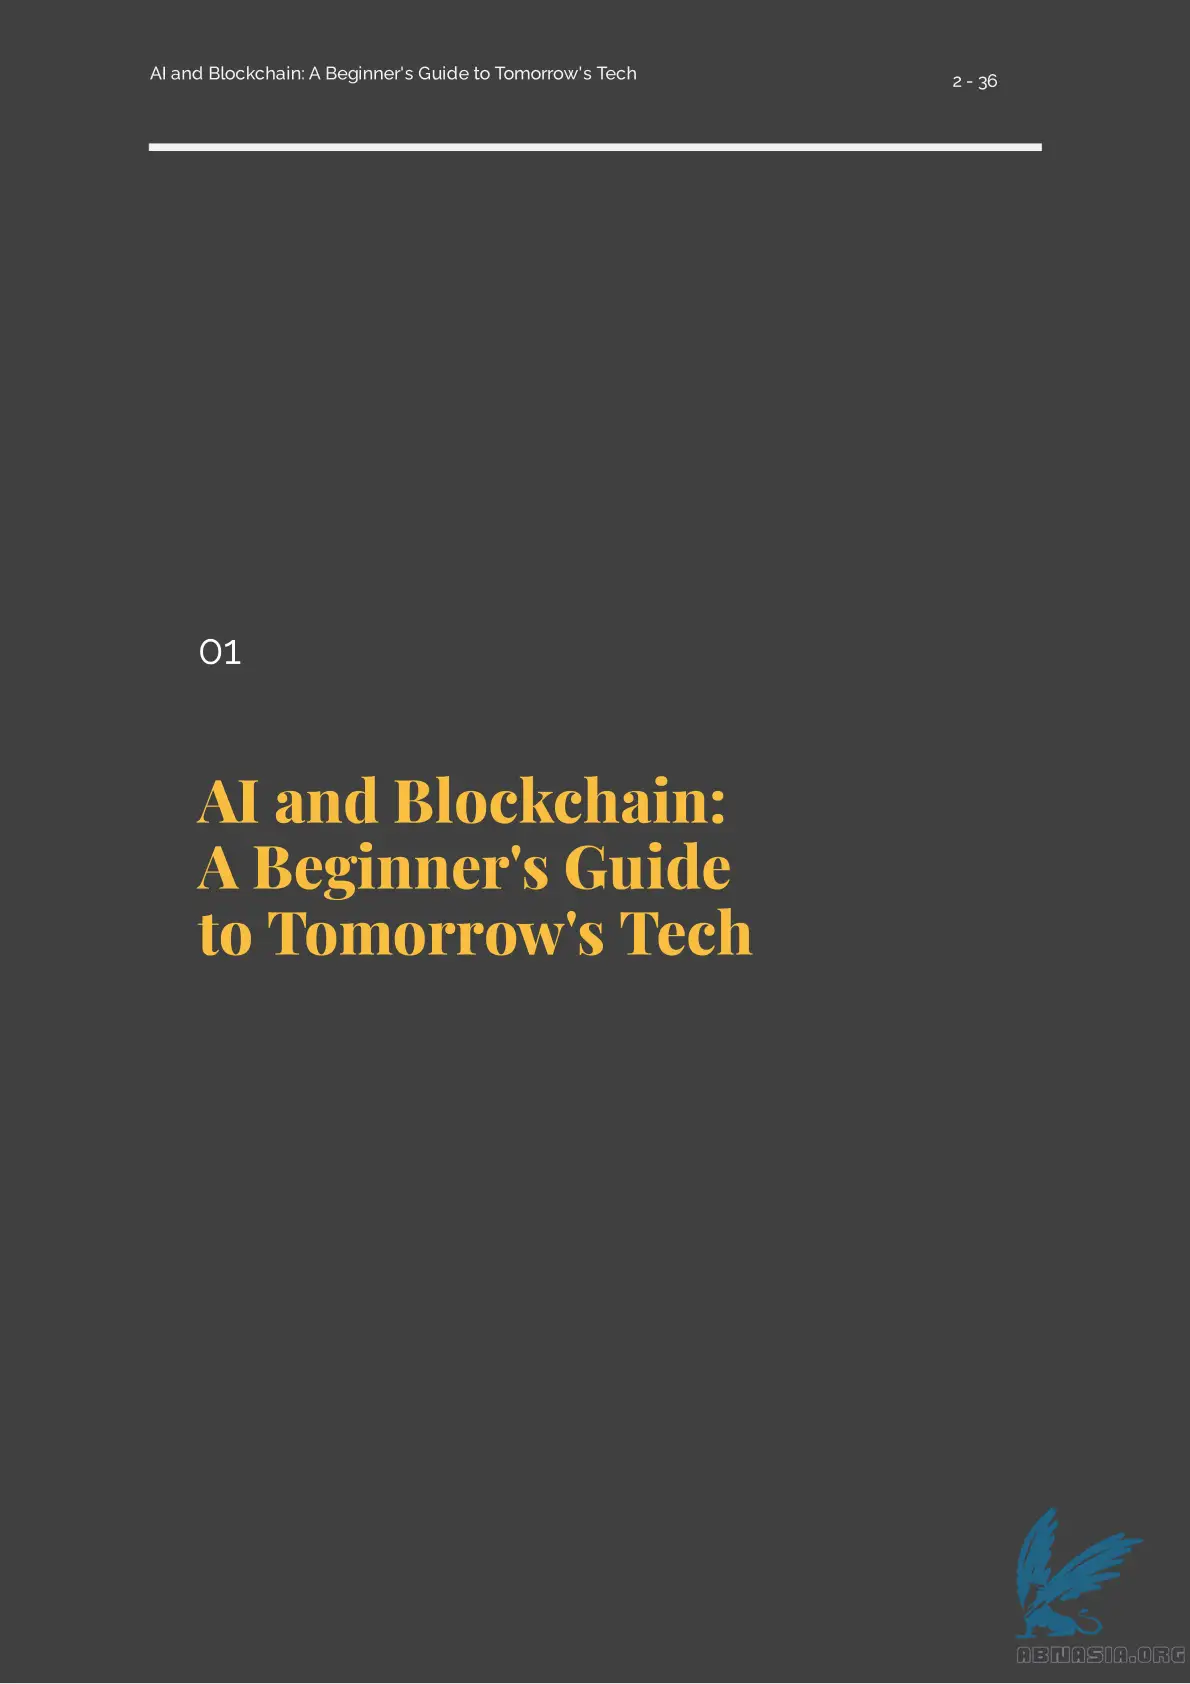 AI and Blockchain: A Beginner's Guide to Tomorrow's Tech
2 - 36
01
AI and Blockchain:
A Beginner's Guide
to Tomorrow's Tech
ABNASIA.ORG